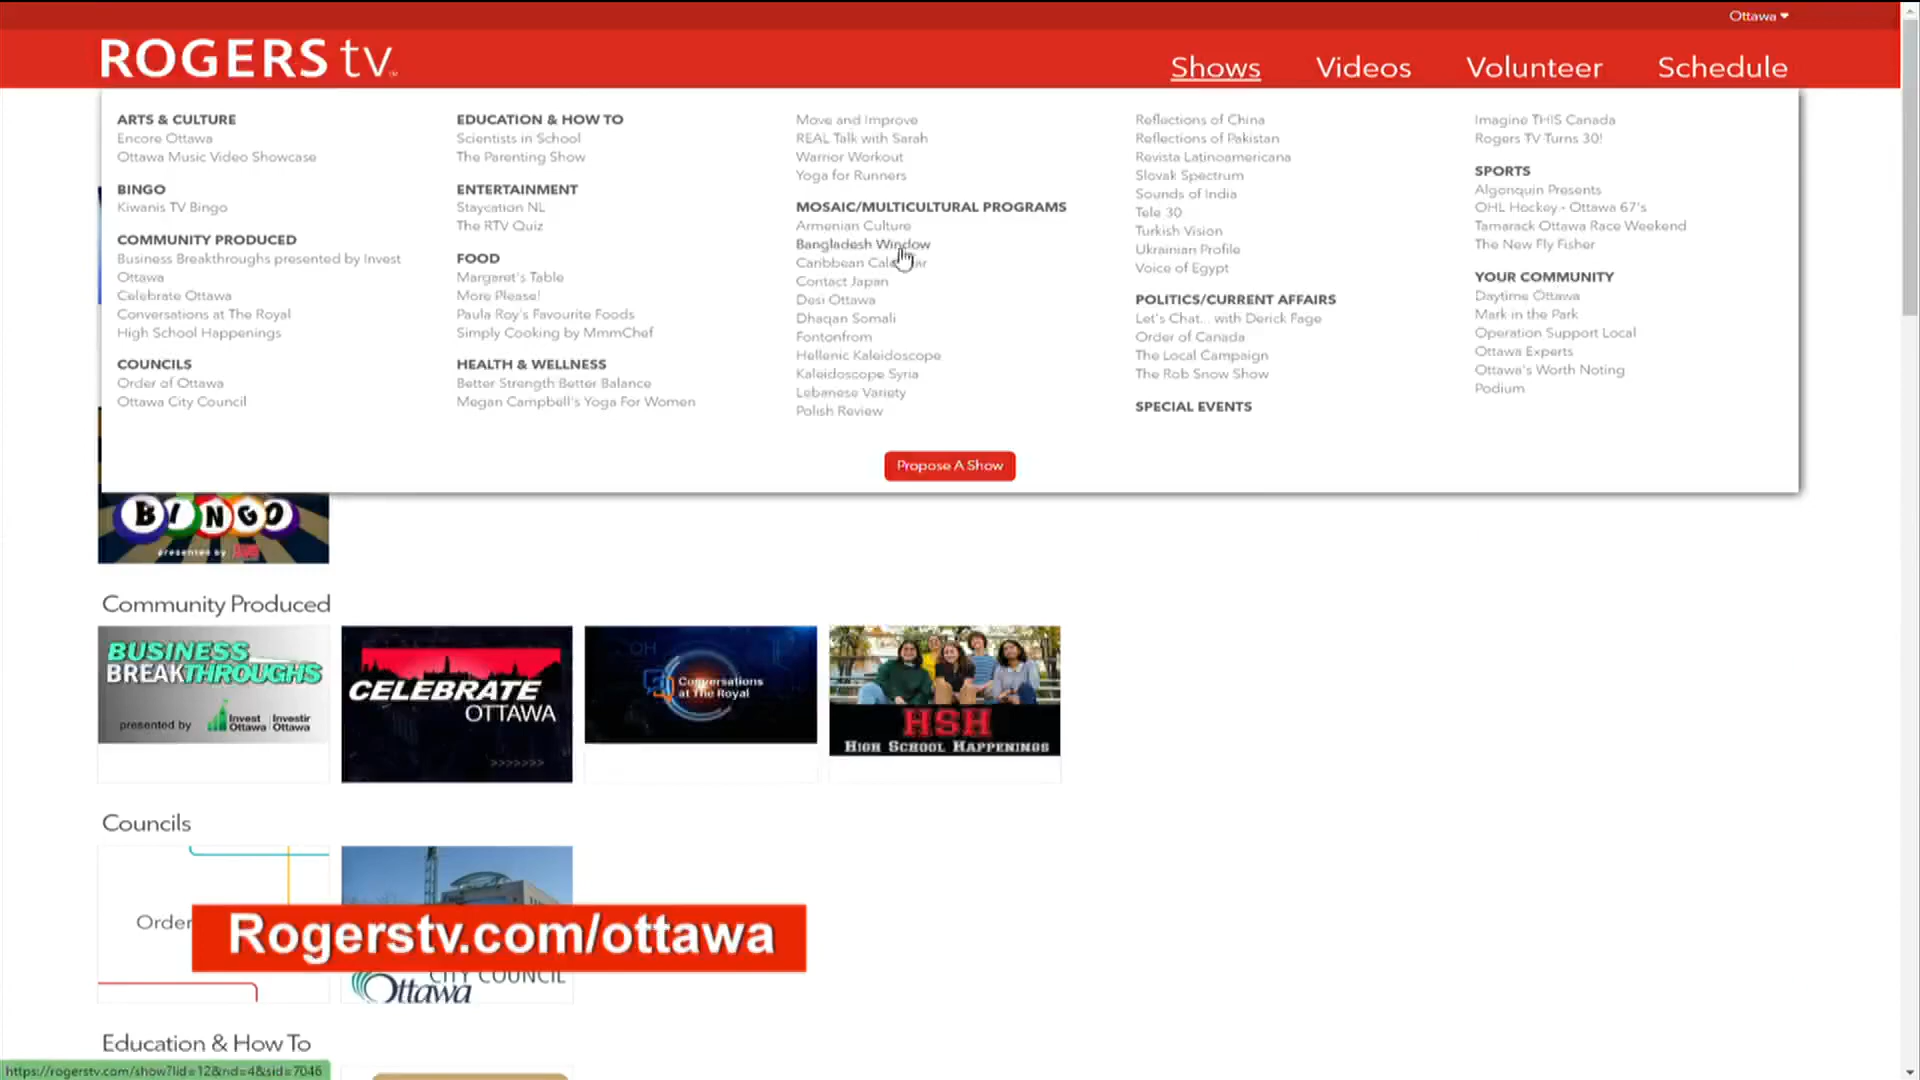 Ottawa
ROGERS tv
Shows
Videos
Volunteer
Schedule
ARTS & CULTURE
Encore Ottawa
Ottawa Music Video Showcase
BINGO
Kiwanis TV Bingo
COMMUNITY PRODUCED
Business Breakthroughs presented by Invest
Ottawa
Celebrate Ottawa
Conversations at The Royal
High School Happenings
COUNCILS
Order of Ottawa
Ottawa City Council
EDUCATION & HOW TO
Scientists in School
The Parenting Show
ENTERTAINMENT
Staycation NL
The RTV Quiz
FOOD
Margaret's Table
More Please!
Paula Roy's Favourite Foods
Simply Cooking by MmmChef
HEALTH & WELLNESS
Better Strength Better Balance
Megan Campbell's Yoga For Women
Move and Improve
REAL Talk with Sarah
Warrior Workout
Yoga for Runners
MOSAIC/MULTICULTURAL PROGRAMS
Armenian Culture
Bangladesh Window
Caribbean Calendar
Contact Japan
Desi Ottawa
Dhaqan Somali
Fontonfrom
Hellenic Kaleidoscope
Kaleidoscope Syria
Lebanese Variety
Polish Review
Reflections of China
Reflections of Pakistan
Revista Latinoamericana
Slovak Spectrum
Sounds of India
Tele 30
Turkish Vision
Ukrainian Profile
Voice of Egypt
POLITICS/CURRENT AFFAIRS
Let's Chat... with Derick Fage
Order of Canada
The Local Campaign
The Rob Snow Show
SPECIAL EVENTS
Imagine THIS Canada
Rogers TV Turns 30!
SPORTS
Algonquin Presents
OHL Hockey - Ottawa 67's
Tamarack Ottawa Race Weekend
The New Fly Fisher
YOUR COMMUNITY
Daytime Ottawa
Mark in the Park
Operation Support Local
Ottawa Experts
Ottawa's Worth Noting
Podium
Propose A Show
BINGO
presented by
Community Produced
BUSINESS
BREAKTHROUGHS
presented by
Invest
Ottawa
Investir
Ottawa
CELEBRATE
OTTAWA
>>>>>>>
Conversations
at The Royal
HSH
HIGH SCHOOL HAPPENINGS
Councils
Order
Rogerstv.com/ottawa
CITY COUNCIL
Ottawa
Education & How To
https://rogerstv.com/show?lid=12&rid=4&sid=7046